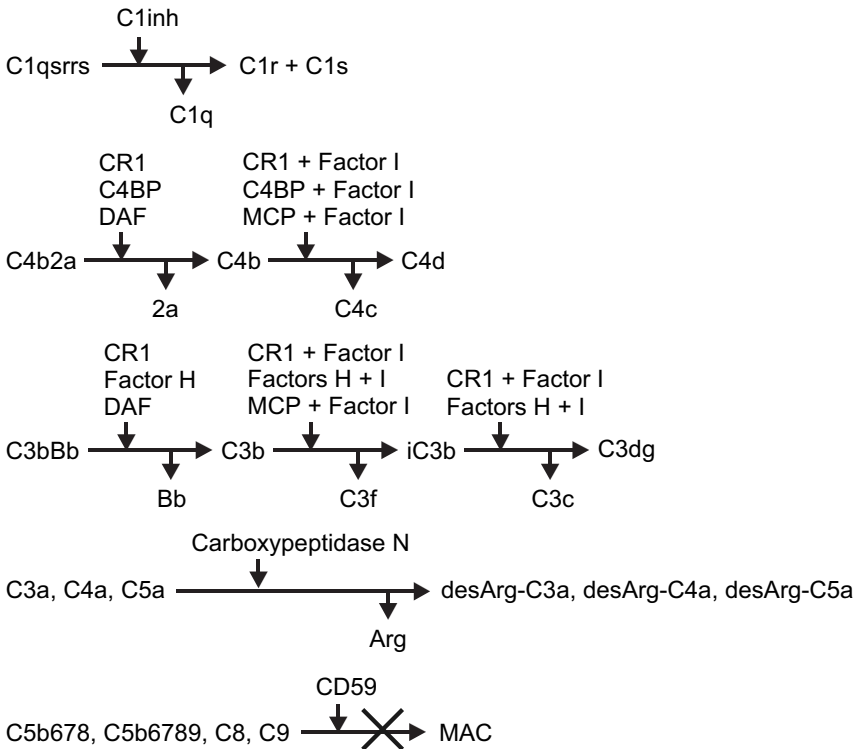 C1inh
C1qsrrs C1r + C1s
C1q
CR1 CR1 + Factor I
C4BP C4BP + Factor I
DAF MCP + Factor I
C4b2a C4b C4d
2a C4c
CR1 CR1 + Factor I
Factor H Factors H + I CR1 + Factor I
DAF MCP + Factor I Factors H + I
C3bBb C3b iC3b C3dg
Bb C3f C3c
Carboxypeptidase N
C3a, C4a, C5a desArg-C3a, desArg-C4a, desArg-C5a
Arg
CD59
C5b678, C5b6789, C8, C9 MAC